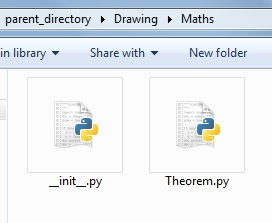 parent_directory ▸ Drawing ▸ Maths
in library ▾ Share with ▾ New folder
__init__.py Theorem.py